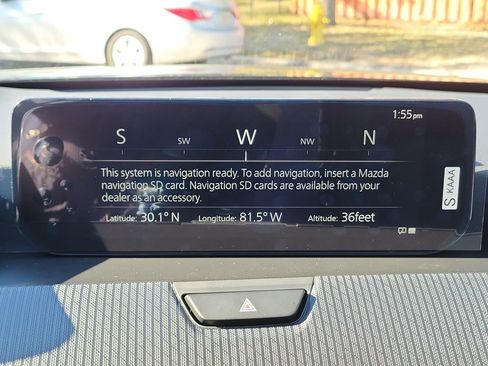 1:55pm
S SW W NW N
This system is navigation ready. To add navigation, insert a Mazda
navigation SD card. Navigation SD cards are available from your
dealer as an accessory.
Latitude: 30.1° N Longitude: 81.5° W Altitude: 36feet
S KAAA